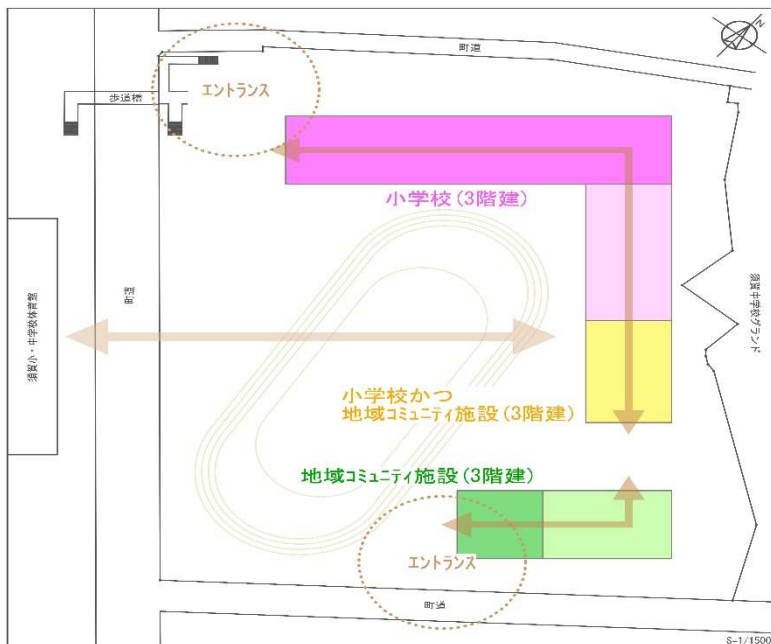 町道
N
エントランス
歩道橋
小学校(3階建)
町道
須賀小・中学校体育館
須賀中学校グランド
小学校かつ
地域コミュニティ施設(3階建)
地域コミュニティ施設(3階建)
エントランス
町道
S-1/1500